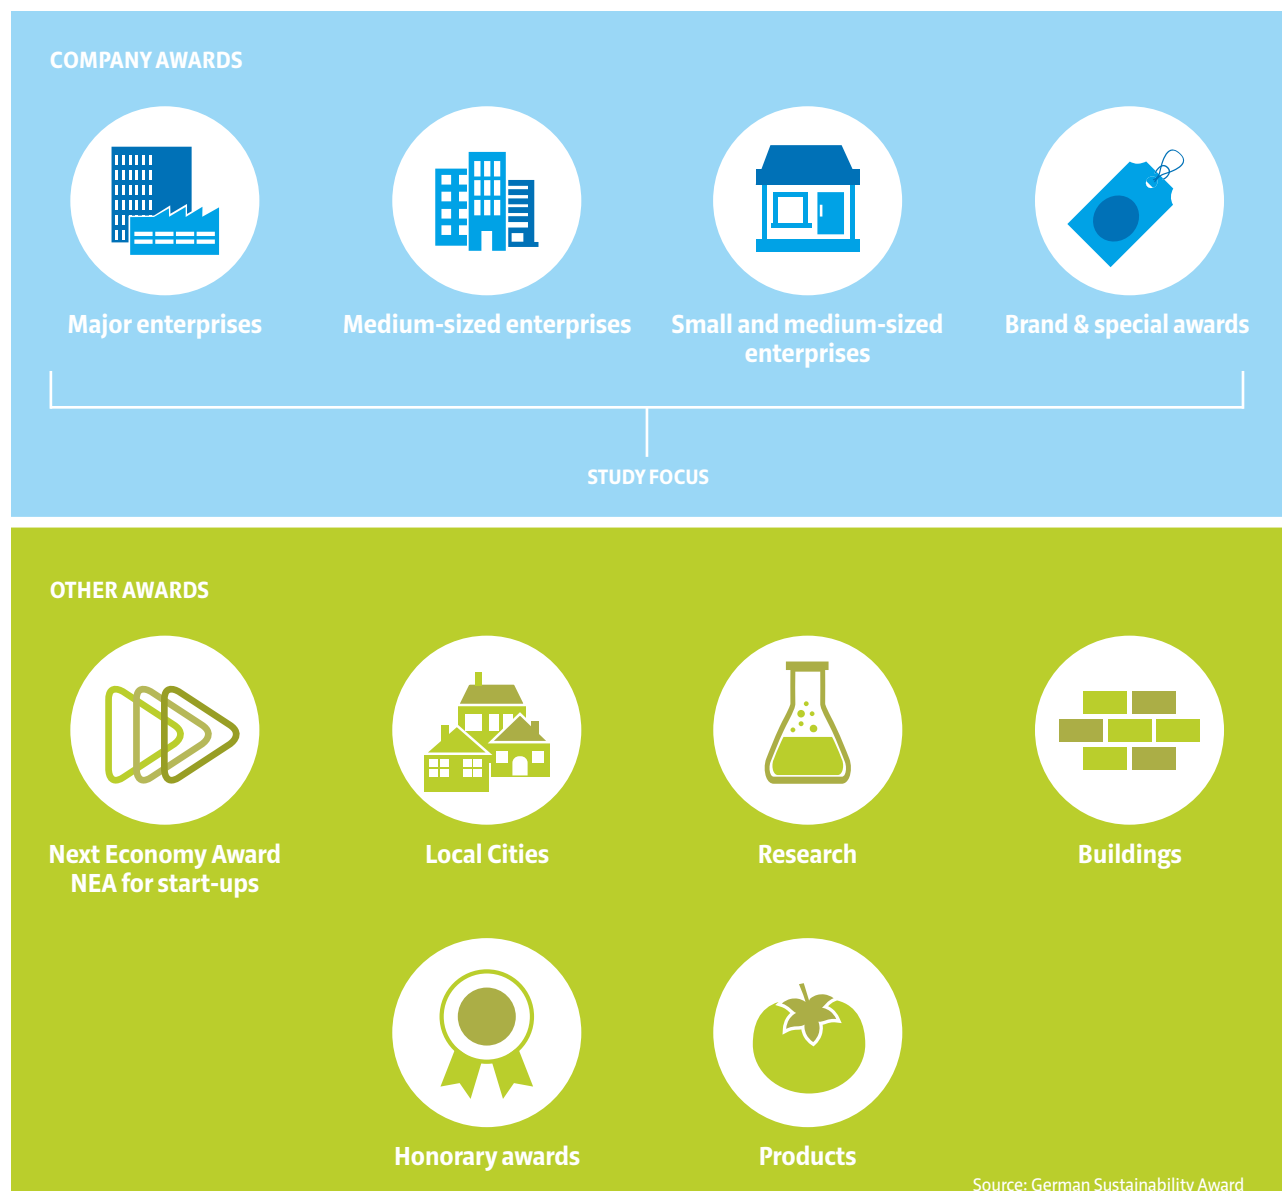 COMPANY AWARDS
Major enterprises
Medium-sized enterprises
Small and medium-sized
enterprises
Brand & special awards
STUDY FOCUS
OTHER AWARDS
Next Economy Award
NEA for start-ups
Local Cities
Research
Buildings
Honorary awards
Products
Source: German Sustainability Award